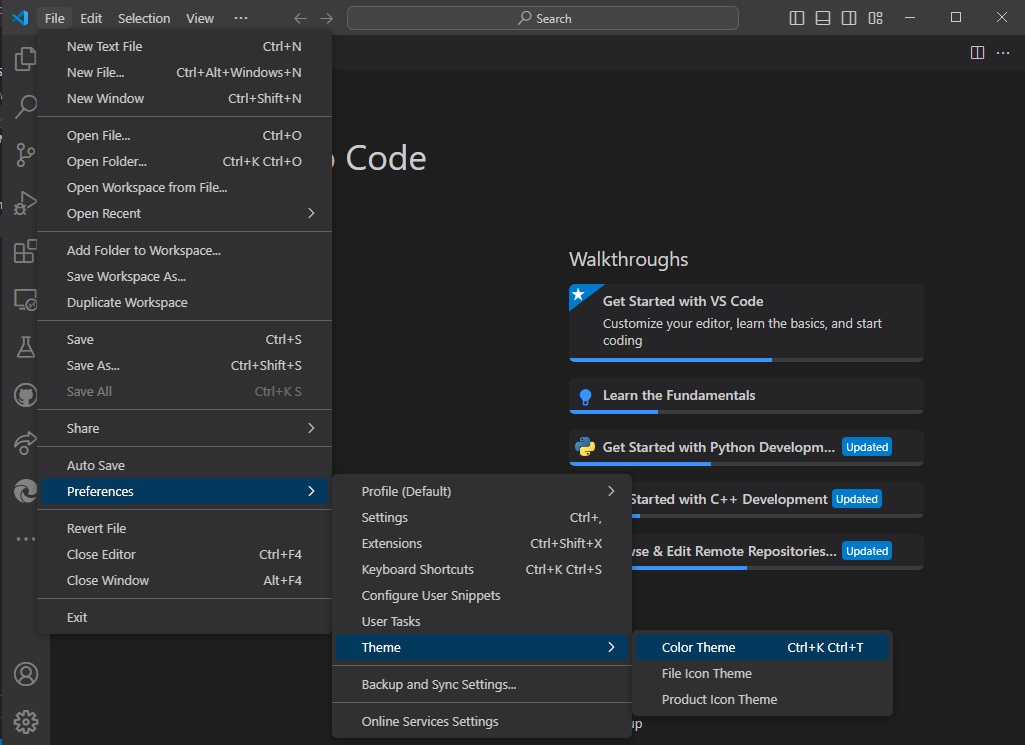 File Edit Selection View ··· Search
New Text File Ctrl+N
New File... Ctrl+Alt+Windows+N
New Window Ctrl+Shift+N
Open File... Ctrl+O
Open Folder... Ctrl+K Ctrl+O
Open Workspace from File...
Open Recent
Add Folder to Workspace...
Save Workspace As...
Duplicate Workspace
Save Ctrl+S
Save As... Ctrl+Shift+S
Save All Ctrl+K S
Share
Auto Save
Preferences
Revert File
Close Editor Ctrl+F4
Close Window Alt+F4
Exit
Profile (Default)
Settings Ctrl+,
Extensions Ctrl+Shift+X
Keyboard Shortcuts Ctrl+K Ctrl+S
Configure User Snippets
User Tasks
Theme
Backup and Sync Settings...
Online Services Settings
Color Theme Ctrl+K Ctrl+T
File Icon Theme
Product Icon Theme
Code
Walkthroughs
Get Started with VS Code
Customize your editor, learn the basics, and start
coding
Learn the Fundamentals
Get Started with Python Developm... Updated
Started with C++ Development Updated
& Edit Remote Repositories... Updated